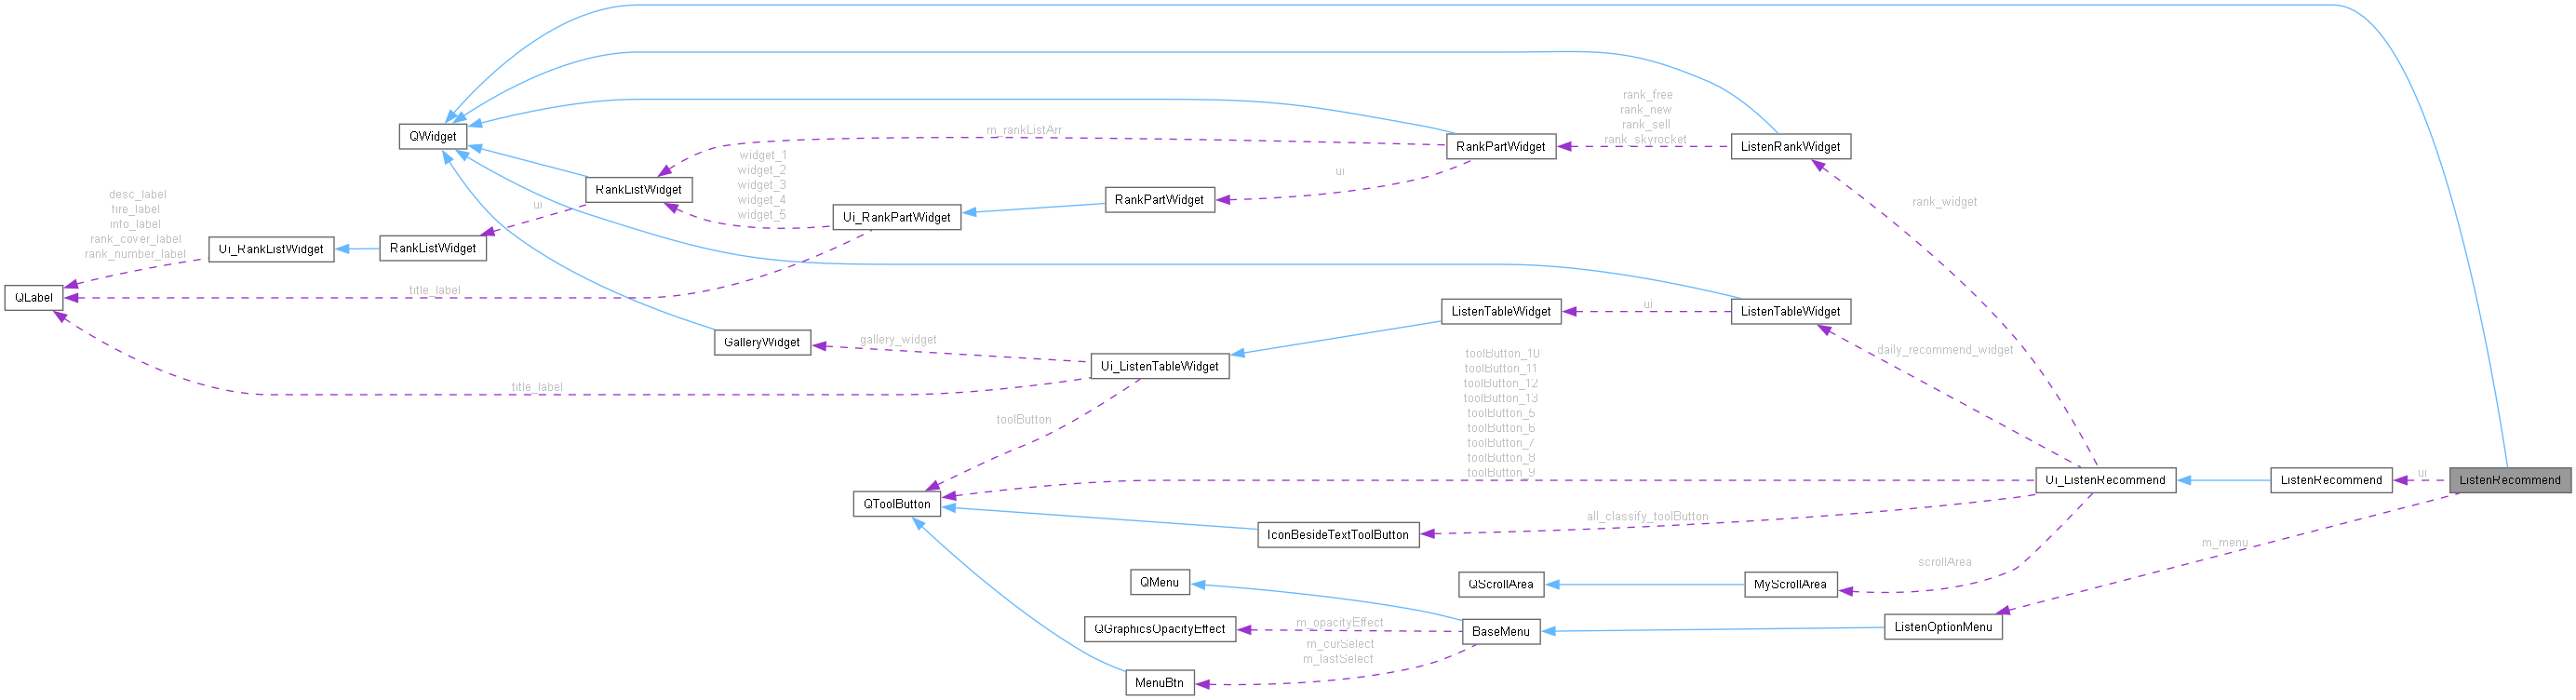 QWidget
RankListWidget
desc_label
fire_label
info_label
rank_cover_label
rank_number_label
ui
Ui_RankListWidget
RankListWidget
QLabel
title_label
title_label
m_rankListArr
widget_1
widget_2
widget_3
widget_4
widget_5
Ui_RankPartWidget
RankPartWidget
ui
RankPartWidget
rank_free
rank_new
rank_sell
rank_skyrocket
ListenRankWidget
rank_widget
GalleryWidget
gallery_widget
Ui_ListenTableWidget
ListenTableWidget
ui
ListenTableWidget
daily_recommend_widget
toolButton
toolButton_10
toolButton_11
toolButton_12
toolButton_13
toolButton_5
toolButton_6
toolButton_7
toolButton_8
toolButton_9
QToolButton
Ui_ListenRecommend
ListenRecommend
ui
ListenRecommend
IconBesideTextToolButton
all_classify_toolButton
m_menu
scrollArea
QMenu
QScrollArea
MyScrollArea
QGraphicsOpacityEffect
m_opacityEffect
m_curSelect
m_lastSelect
BaseMenu
ListenOptionMenu
MenuBtn